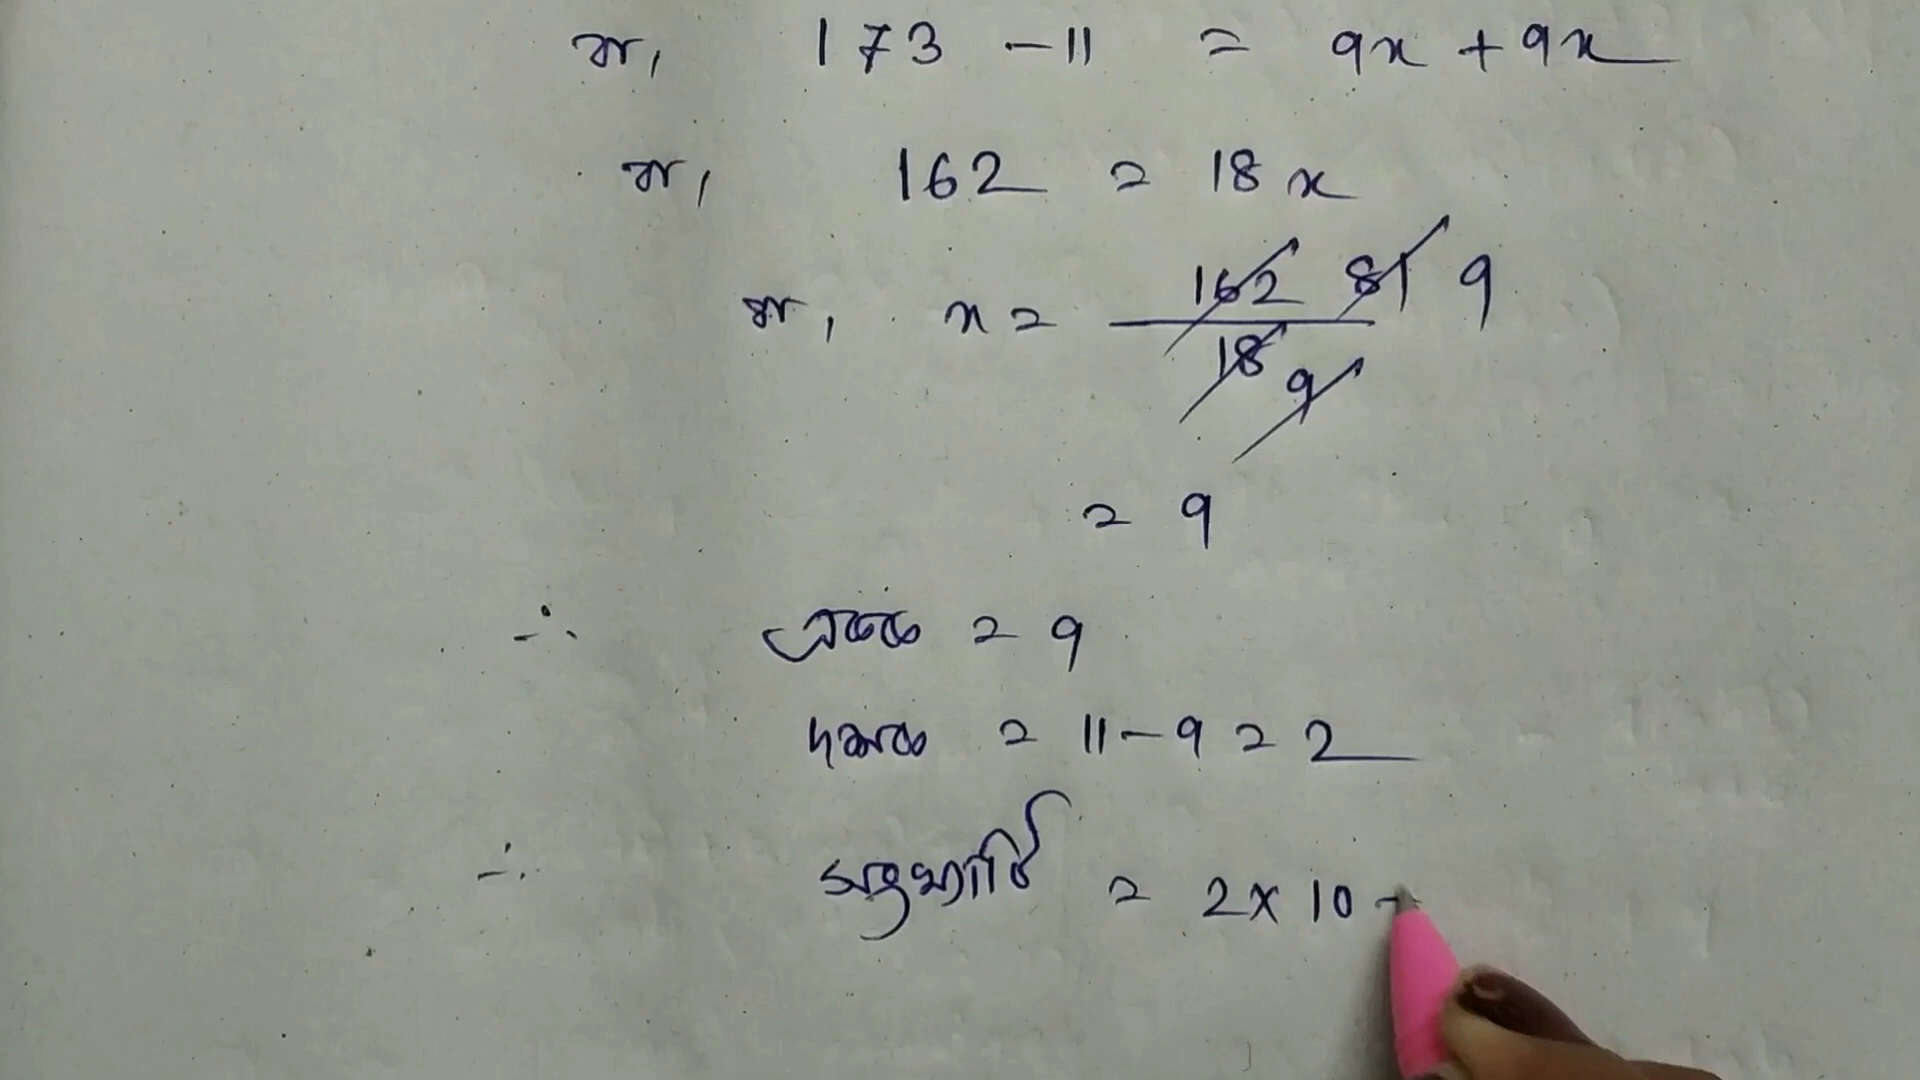 বা, 173 - 11 = 9x + 9x
বা, 162 = 18x
বা, x = 162 81 9
18 9
= 9
∴ একক = 9
দশক = 11 - 9 = 2
∴ সংখ্যাটি = 2 x 10 -